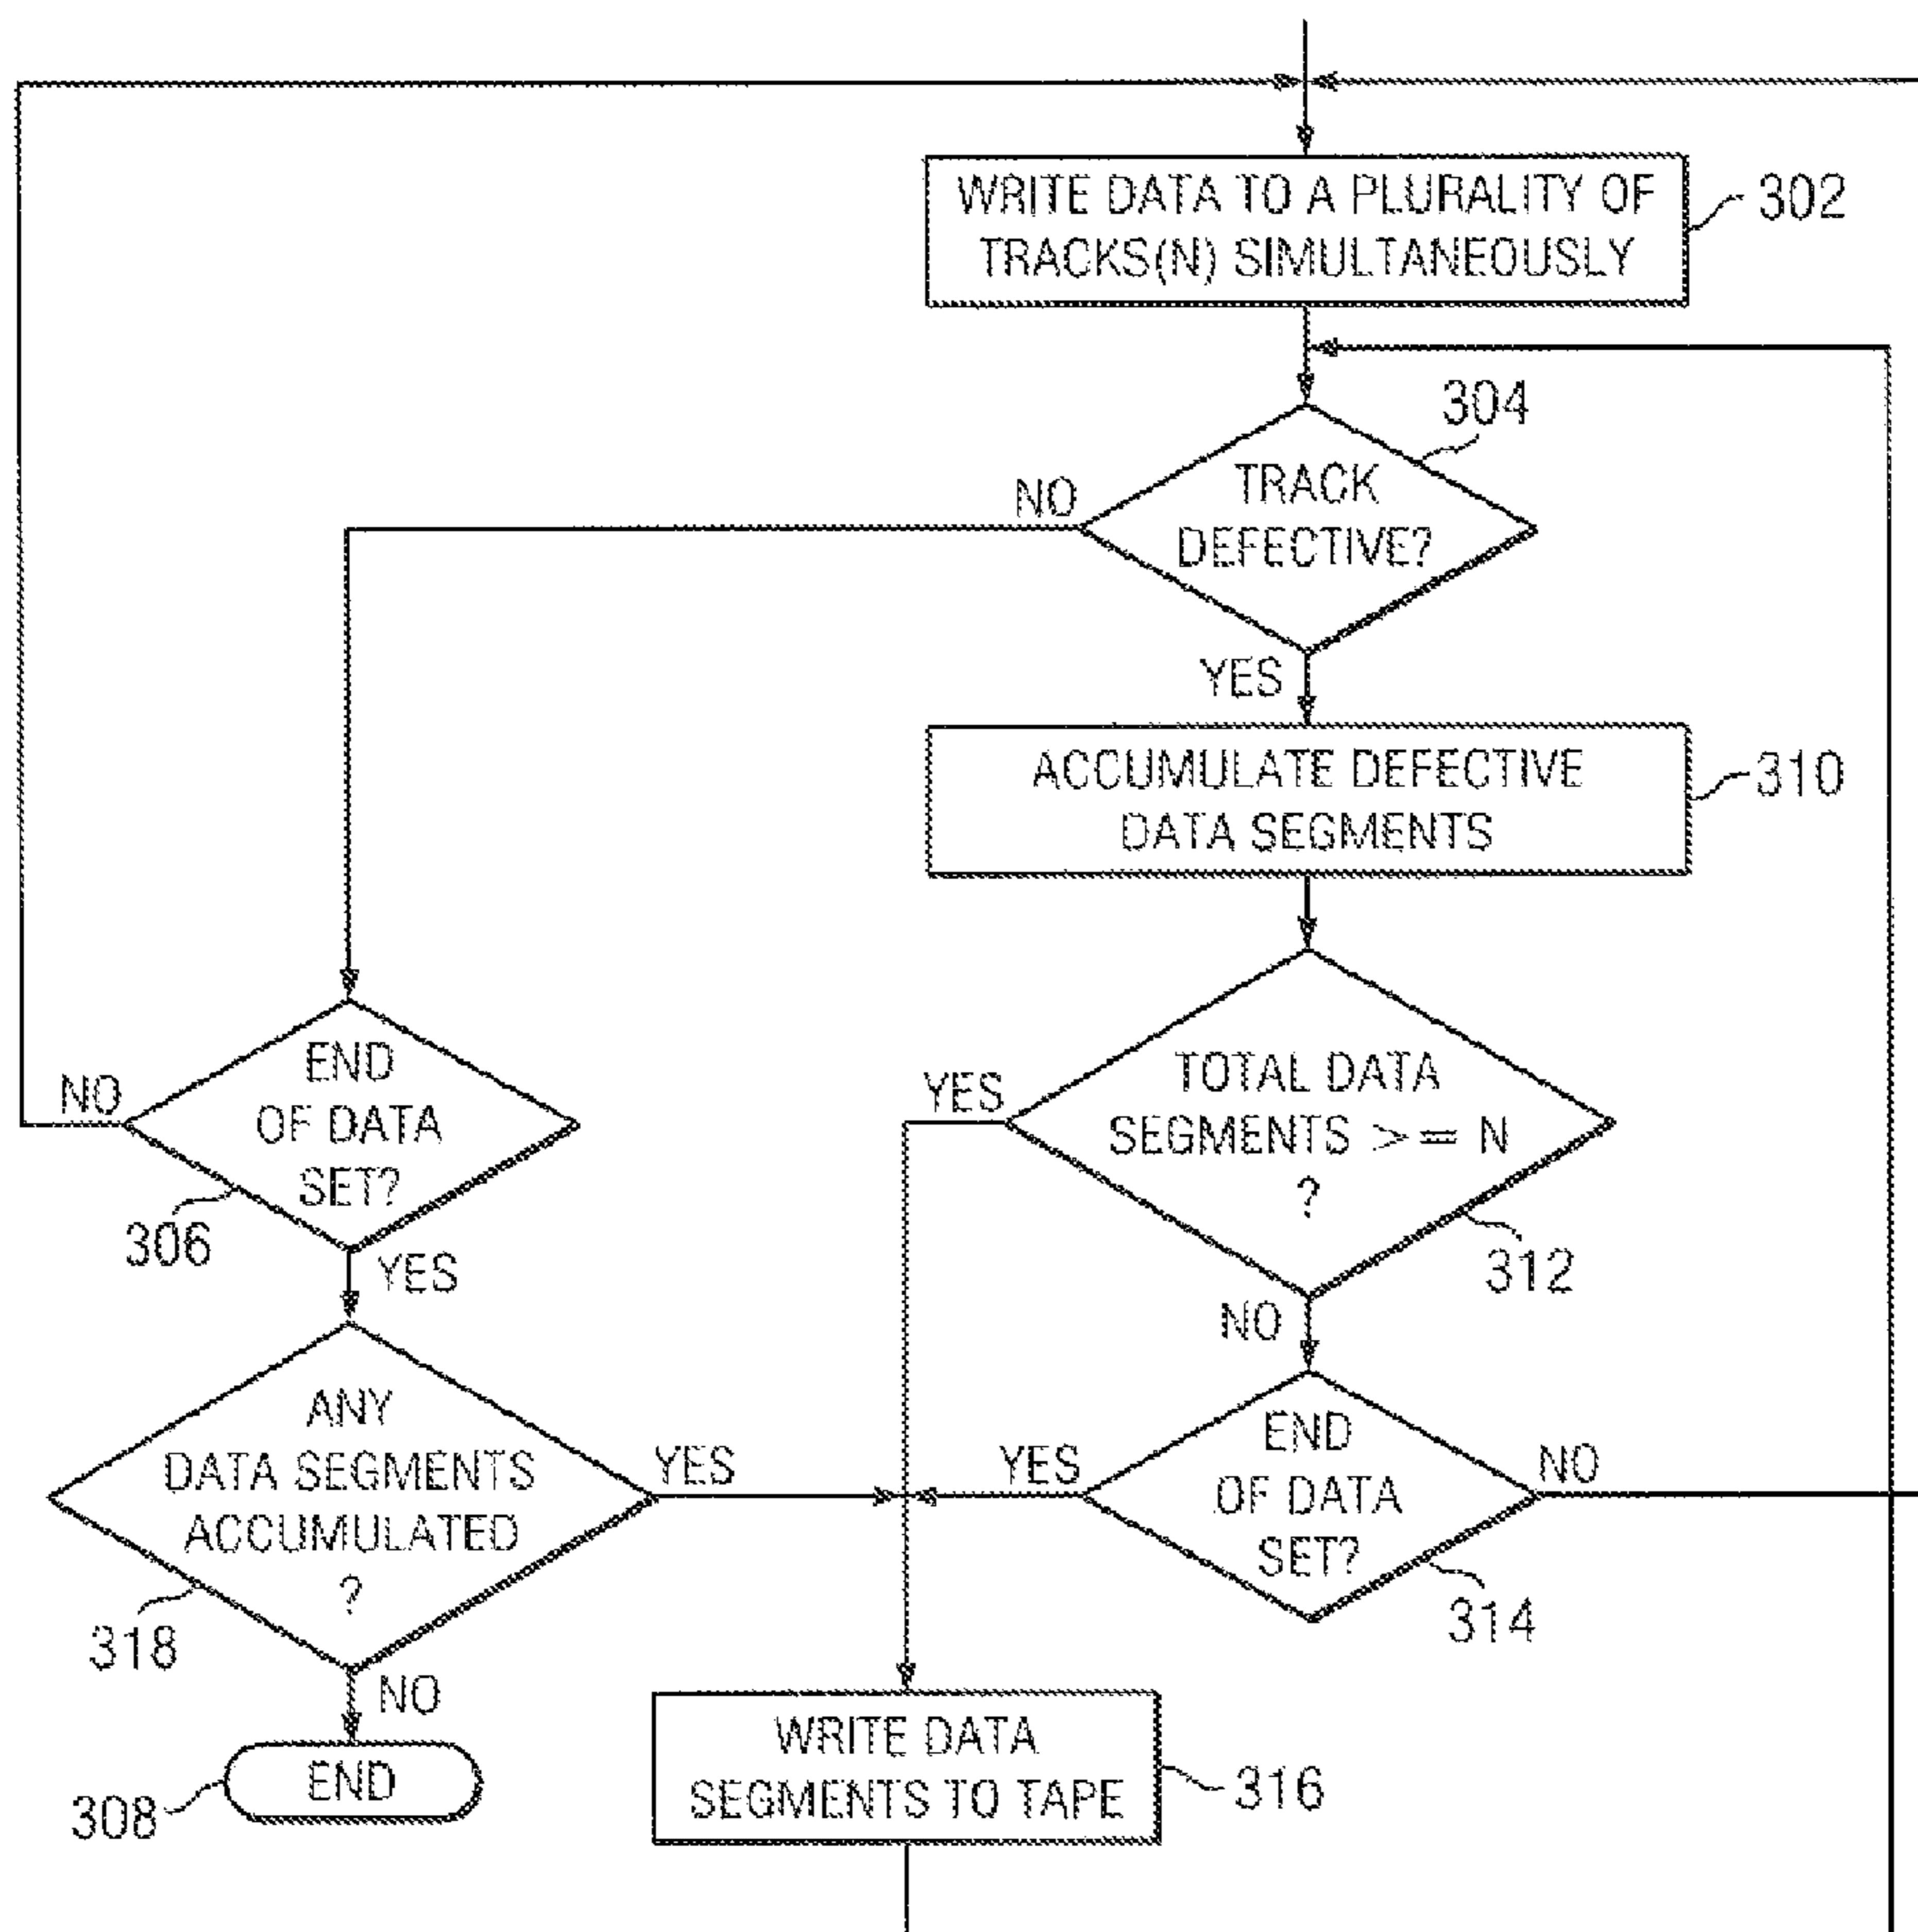 WRITE DATA TO A PLURALITY OF
TRACKS(N) SIMULTANEOUSLY
302
304
TRACK
DEFECTIVE?
NO
YES
ACCUMULATE DEFECTIVE
DATA SEGMENTS
310
END
OF DATA
SET?
NO
306
YES
TOTAL DATA
SEGMENTS >= N
?
YES
312
NO
ANY
DATA SEGMENTS
ACCUMULATED
?
YES
318
NO
END
OF DATA
SET?
YES
NO
314
END
308
WRITE DATA
SEGMENTS TO TAPE
316